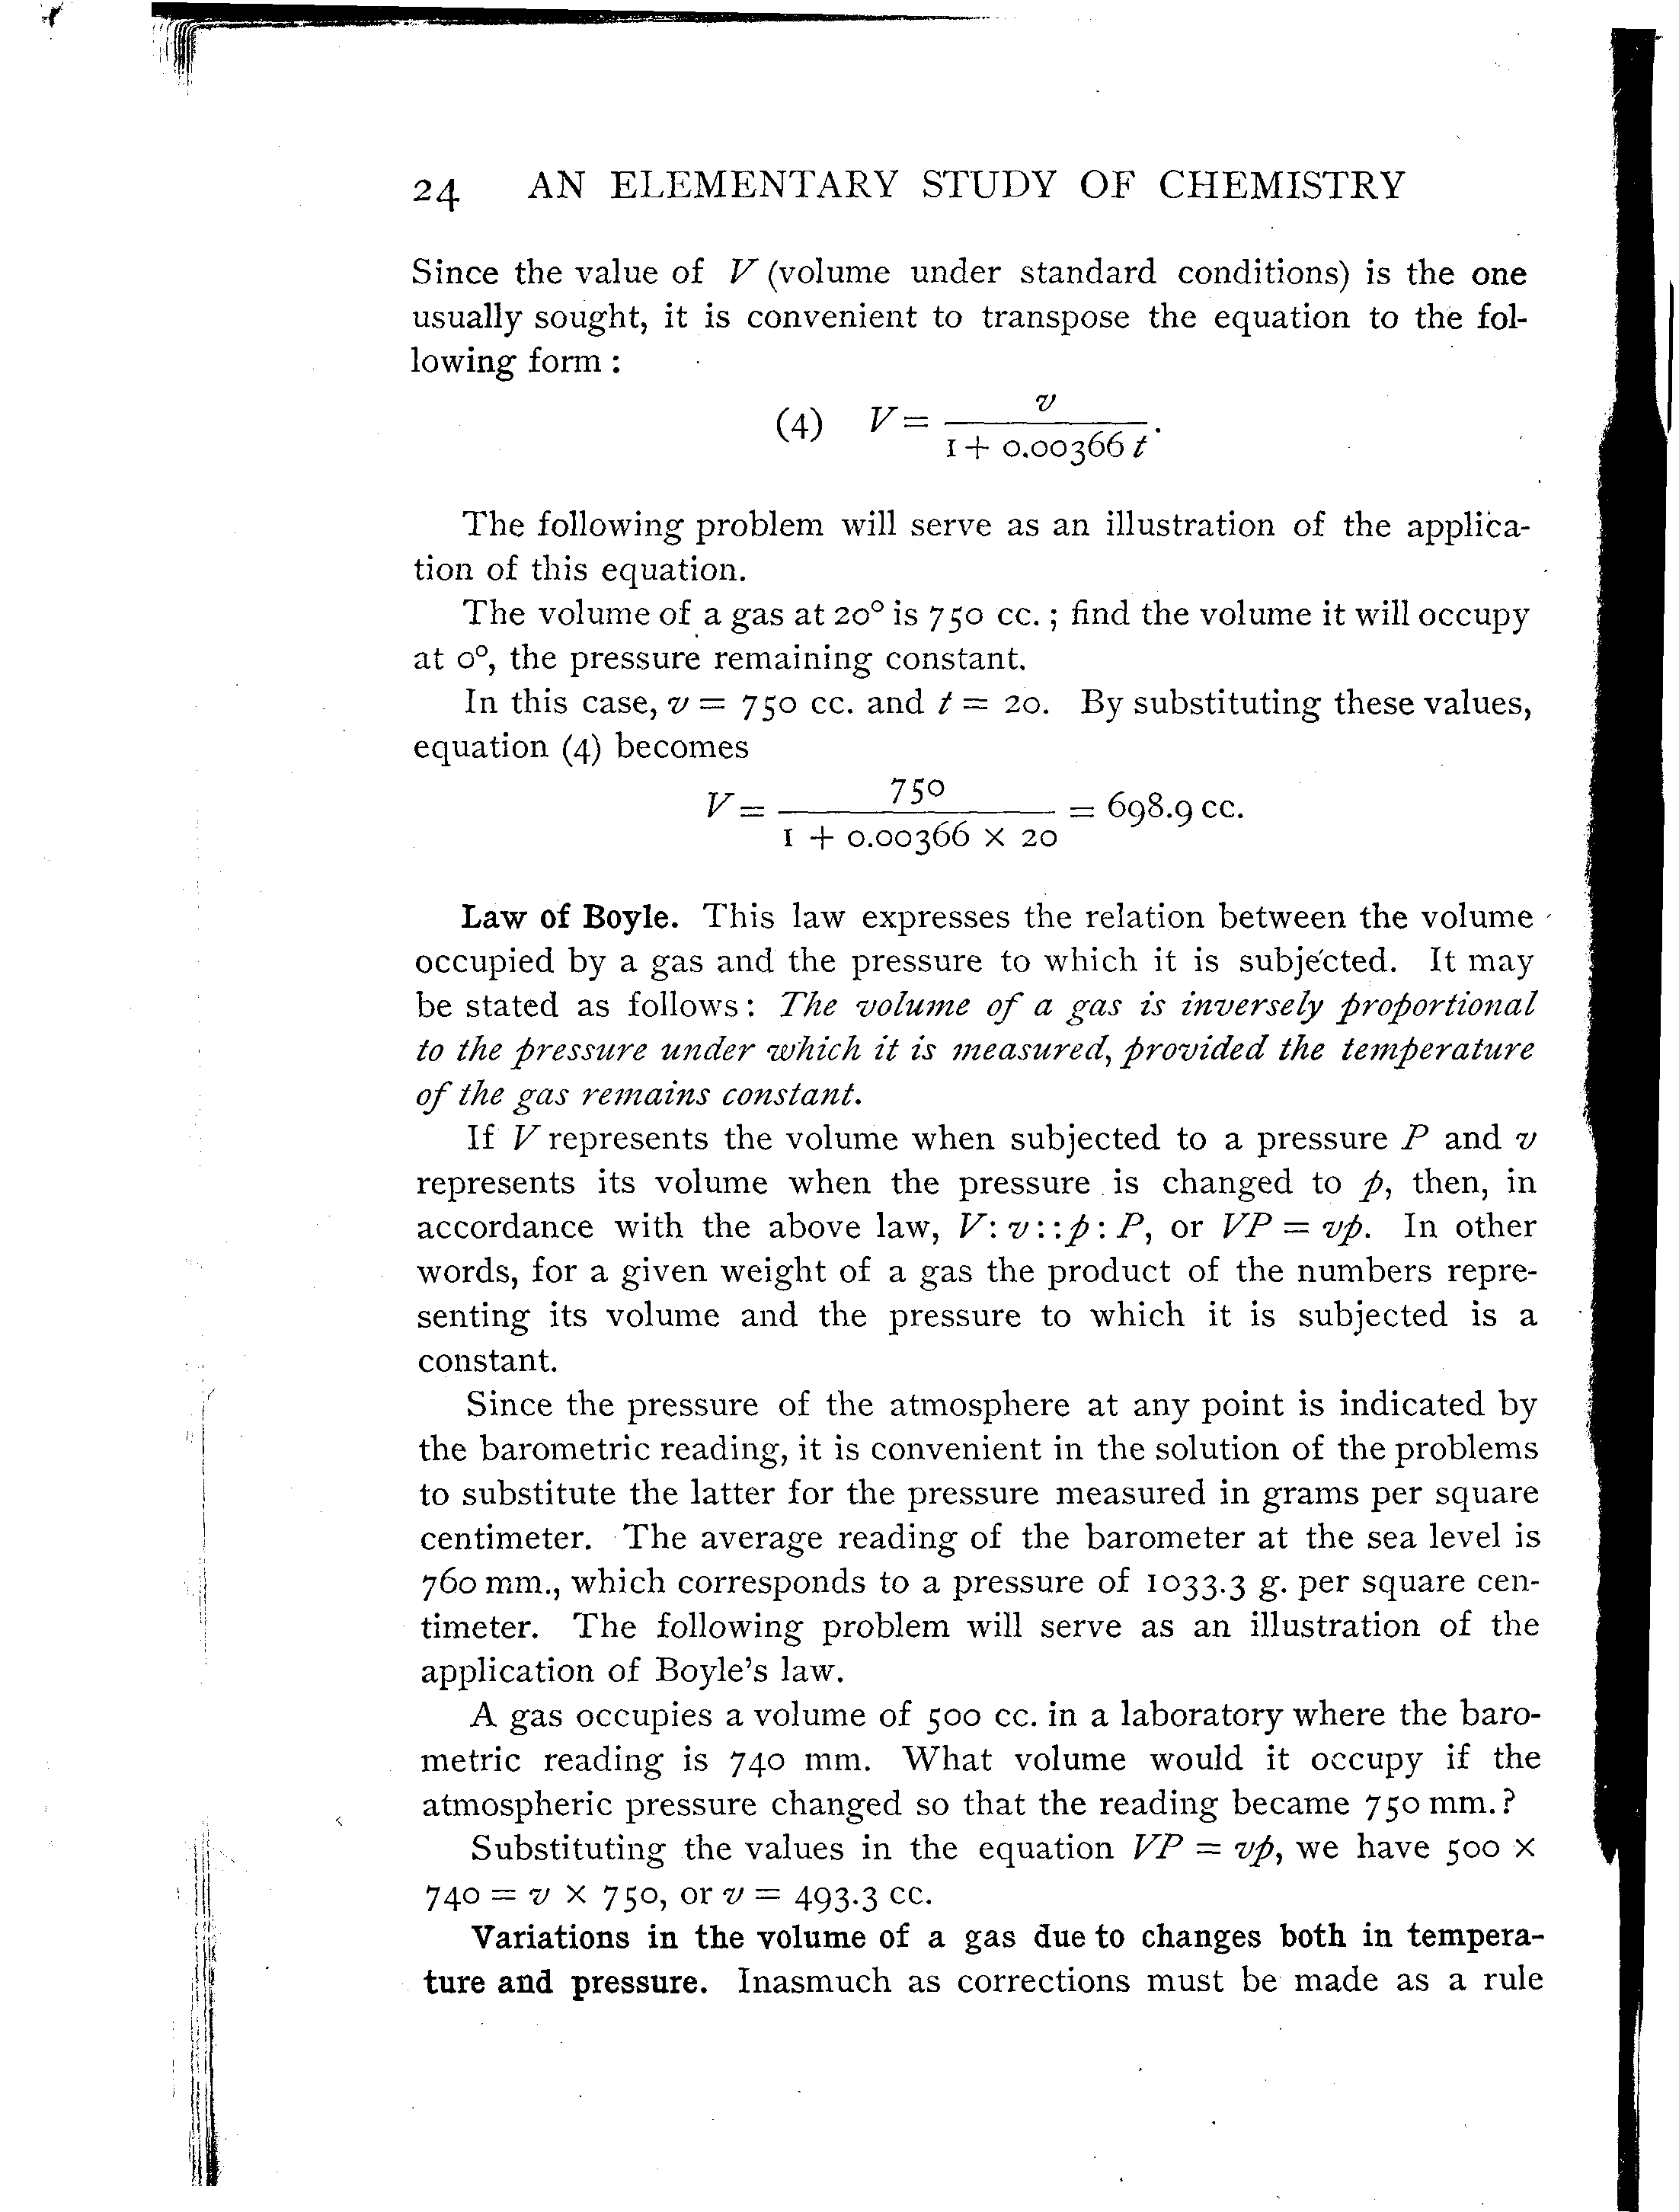 24 AN ELEMENTARY STUDY OF CHEMISTRY
Since the value of V (volume under standard conditions) is the one
usually sought, it is convenient to transpose the equation to the fol-
lowing form :
(4) V = v / 1 + 0.00366 t.
The following problem will serve as an illustration of the applica-
tion of this equation.
The volume of a gas at 20° is 750 cc. ; find the volume it will occupy
at 0°, the pressure remaining constant.
In this case, v = 750 cc. and t = 20. By substituting these values,
equation (4) becomes
V = 750 / 1 + 0.00366 × 20 = 698.9 cc.
Law of Boyle. This law expresses the relation between the volume
occupied by a gas and the pressure to which it is subjected. It may
be stated as follows: The volume of a gas is inversely proportional
to the pressure under which it is measured, provided the temperature
of the gas remains constant.
If V represents the volume when subjected to a pressure P and v
represents its volume when the pressure is changed to p, then, in
accordance with the above law, V: v:: p: P, or VP = vp. In other
words, for a given weight of a gas the product of the numbers repre-
senting its volume and the pressure to which it is subjected is a
constant.
Since the pressure of the atmosphere at any point is indicated by
the barometric reading, it is convenient in the solution of the problems
to substitute the latter for the pressure measured in grams per square
centimeter. The average reading of the barometer at the sea level is
760 mm., which corresponds to a pressure of 1033.3 g. per square cen-
timeter. The following problem will serve as an illustration of the
application of Boyle's law.
A gas occupies a volume of 500 cc. in a laboratory where the baro-
metric reading is 740 mm. What volume would it occupy if the
atmospheric pressure changed so that the reading became 750 mm.?
Substituting the values in the equation VP = vp, we have 500 ×
740 = v × 750, or v = 493.3 cc.
Variations in the volume of a gas due to changes both in tempera-
ture and pressure. Inasmuch as corrections must be made as a rule